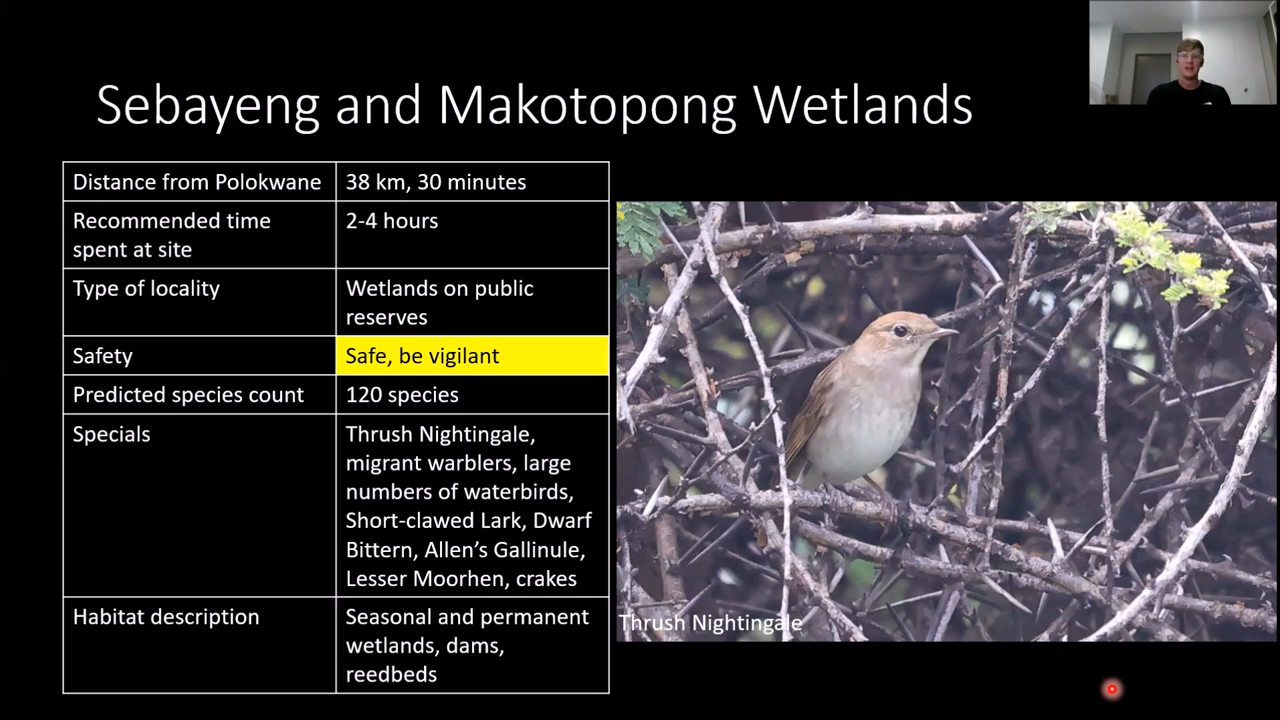 Sebayeng and Makotopong Wetlands
Distance from Polokwane
38 km, 30 minutes
Recommended time
spent at site
2-4 hours
Type of locality
Wetlands on public
reserves
Safety
Safe, be vigilant
Predicted species count
120 species
Specials
Thrush Nightingale,
migrant warblers, large
numbers of waterbirds,
Short-clawed Lark, Dwarf
Bittern, Allen’s Gallinule,
Lesser Moorhen, crakes
Habitat description
Seasonal and permanent
wetlands, dams,
reedbeds
Thrush Nightingale